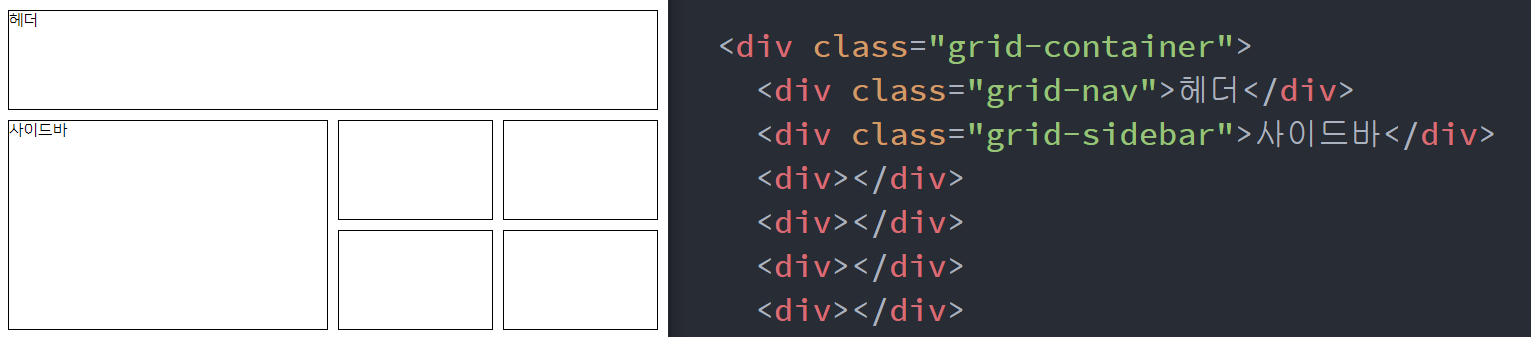 헤더
사이드바
<div class="grid-container">
  <div class="grid-nav">헤더</div>
  <div class="grid-sidebar">사이드바</div>
  <div></div>
  <div></div>
  <div></div>
  <div></div>